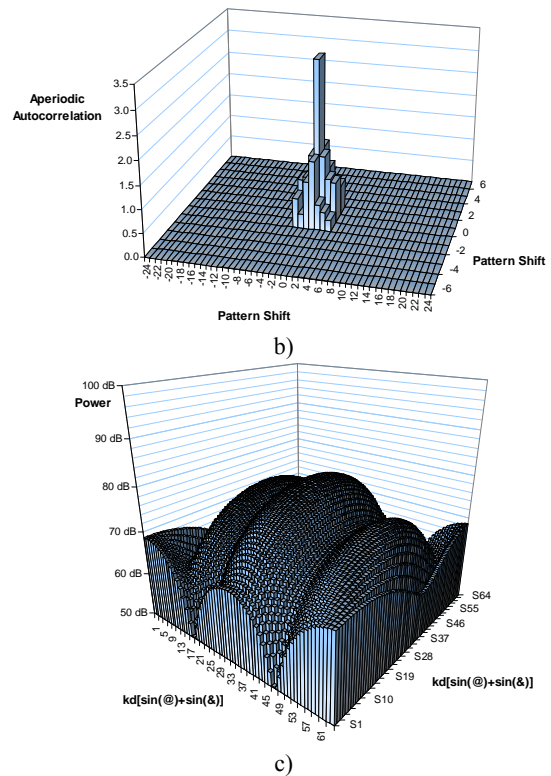 3.5
3.0
2.5
2.0
1.5
1.0
0.5
0.0
Aperiodic
Autocorrelation
-24
-22
-20
-18
-16
-14
-12
-10
-8
-6
-4
-2
0
2
4
6
8
10
12
14
16
18
20
22
24
Pattern Shift
6
4
2
0
-2
-4
-6
Pattern Shift
b)
100 dB
Power
90 dB
80 dB
70 dB
60 dB
50 dB
1
5
9
13
17
21
25
29
33
37
41
45
49
53
57
61
kd[sin(@)+sin(&)]
S64
S55
S46
S37
S28
S19
S10
S1
kd[sin(@)+sin(&)]
c)